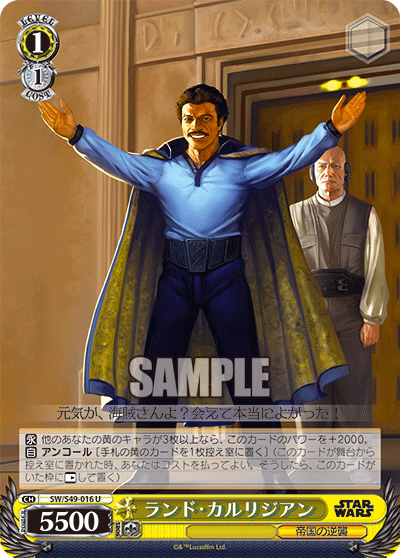 LEVEL
1
1
COST
SAMPLE
元気か、海賊さんよ？会えて本当によかった！
永 他のあなたの黄のキャラが3枚以上なら、このカードのパワーを＋2000。
自 アンコール ［手札の黄のカードを1枚控え室に置く］（このカードが舞台から
控え室に置かれた時、あなたはコストを払ってよい。そうしたら、このカード
がいた枠に置く）
CH SW/S49-016 U
5500
ランド・カルリジアン
STAR
WARS
帝国の逆襲
©&™Lucasfilm Ltd.